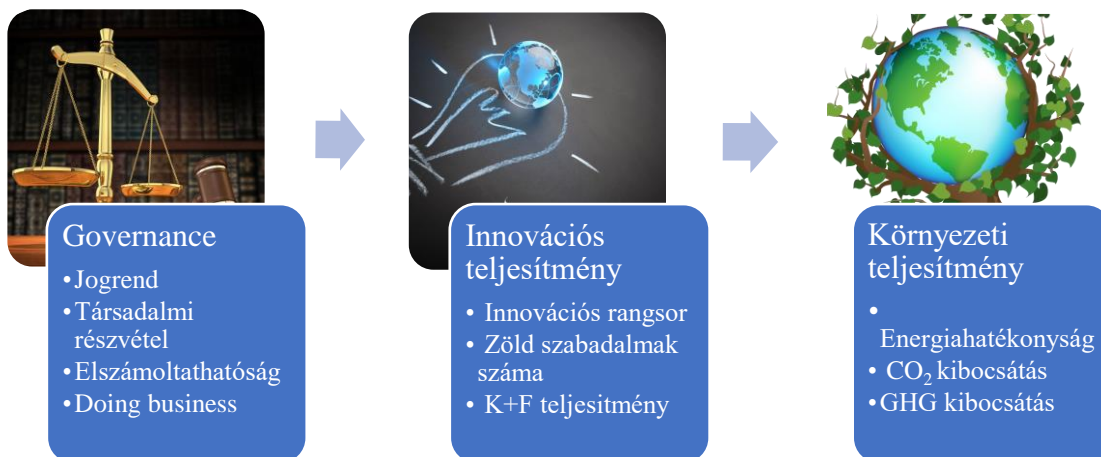 Governance
•Jogrend
•Társadalmi
részvétel
•Elszámoltathatóság
•Doing business
Innovációs
teljesítmény
• Innovációs rangsor
• Zöld szabadalmak
száma
• K+F teljesitmény
Környezeti
teljesítmény
•
Energiahatékonyság
• CO₂ kibocsátás
•GHG kibocsátás